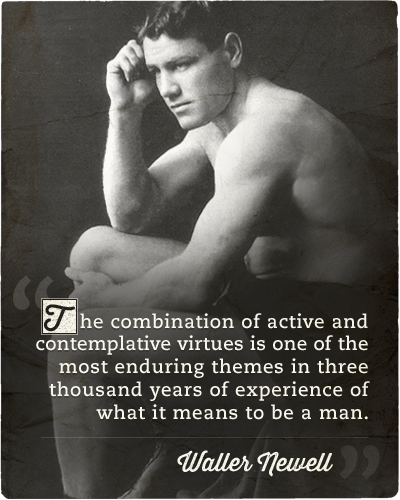 The combination of active and
contemplative virtues is one of the
most enduring themes in three
thousand years of experience of
what it means to be a man.
Waller Newell